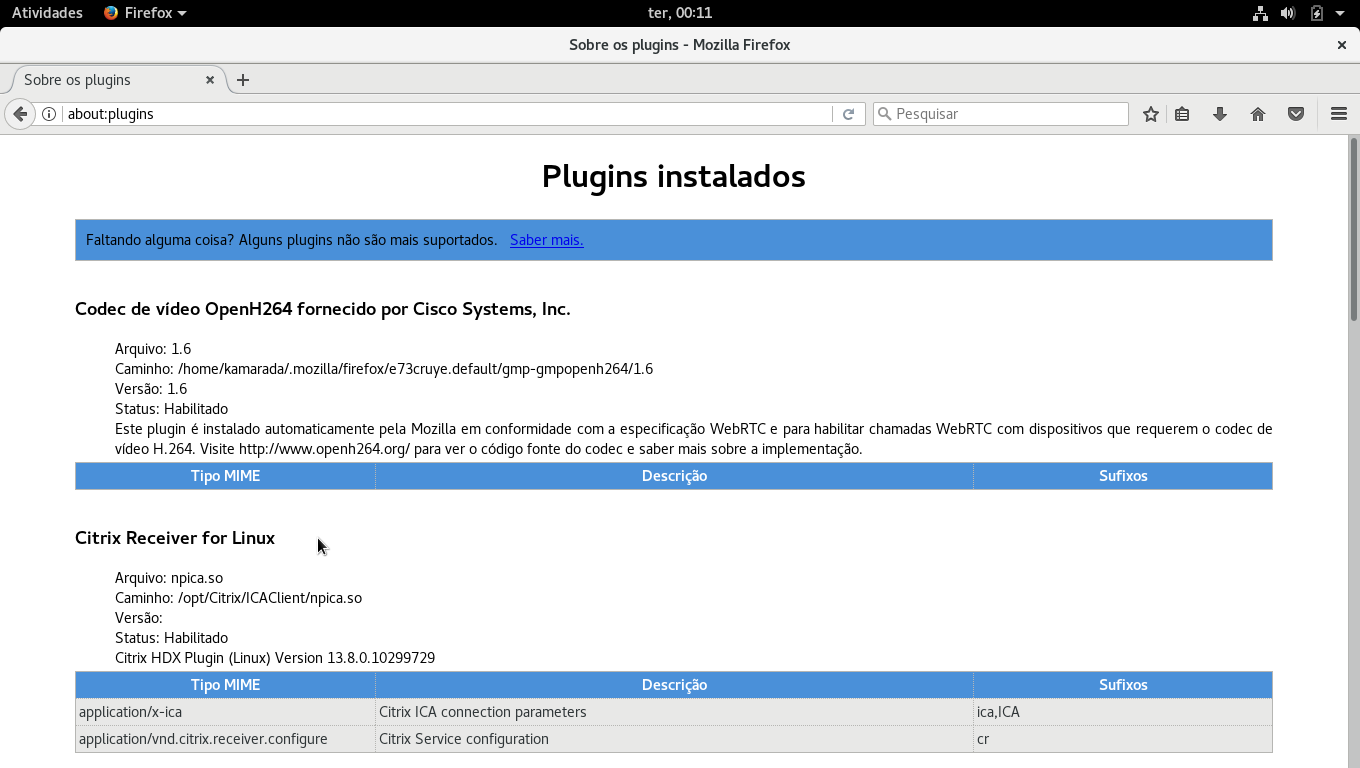 Atividades Firefox ter, 00:11
Sobre os plugins - Mozilla Firefox
Sobre os plugins
about:plugins Pesquisar
Plugins instalados
Faltando alguma coisa? Alguns plugins não são mais suportados. Saber mais.
Codec de vídeo OpenH264 fornecido por Cisco Systems, Inc.
Arquivo: 1.6
Caminho: /home/kamarada/.mozilla/firefox/e73cruye.default/gmp-gmpopenh264/1.6
Versão: 1.6
Status: Habilitado
Este plugin é instalado automaticamente pela Mozilla em conformidade com a especificação WebRTC e para habilitar chamadas WebRTC com dispositivos que requerem o codec de
vídeo H.264. Visite http://www.openh264.org/ para ver o código fonte do codec e saber mais sobre a implementação.
Tipo MIME Descrição Sufixos
Citrix Receiver for Linux
Arquivo: npica.so
Caminho: /opt/Citrix/ICAClient/npica.so
Versão:
Status: Habilitado
Citrix HDX Plugin (Linux) Version 13.8.0.10299729
Tipo MIME Descrição Sufixos
application/x-ica Citrix ICA connection parameters ica,ICA
application/vnd.citrix.receiver.configure Citrix Service configuration cr